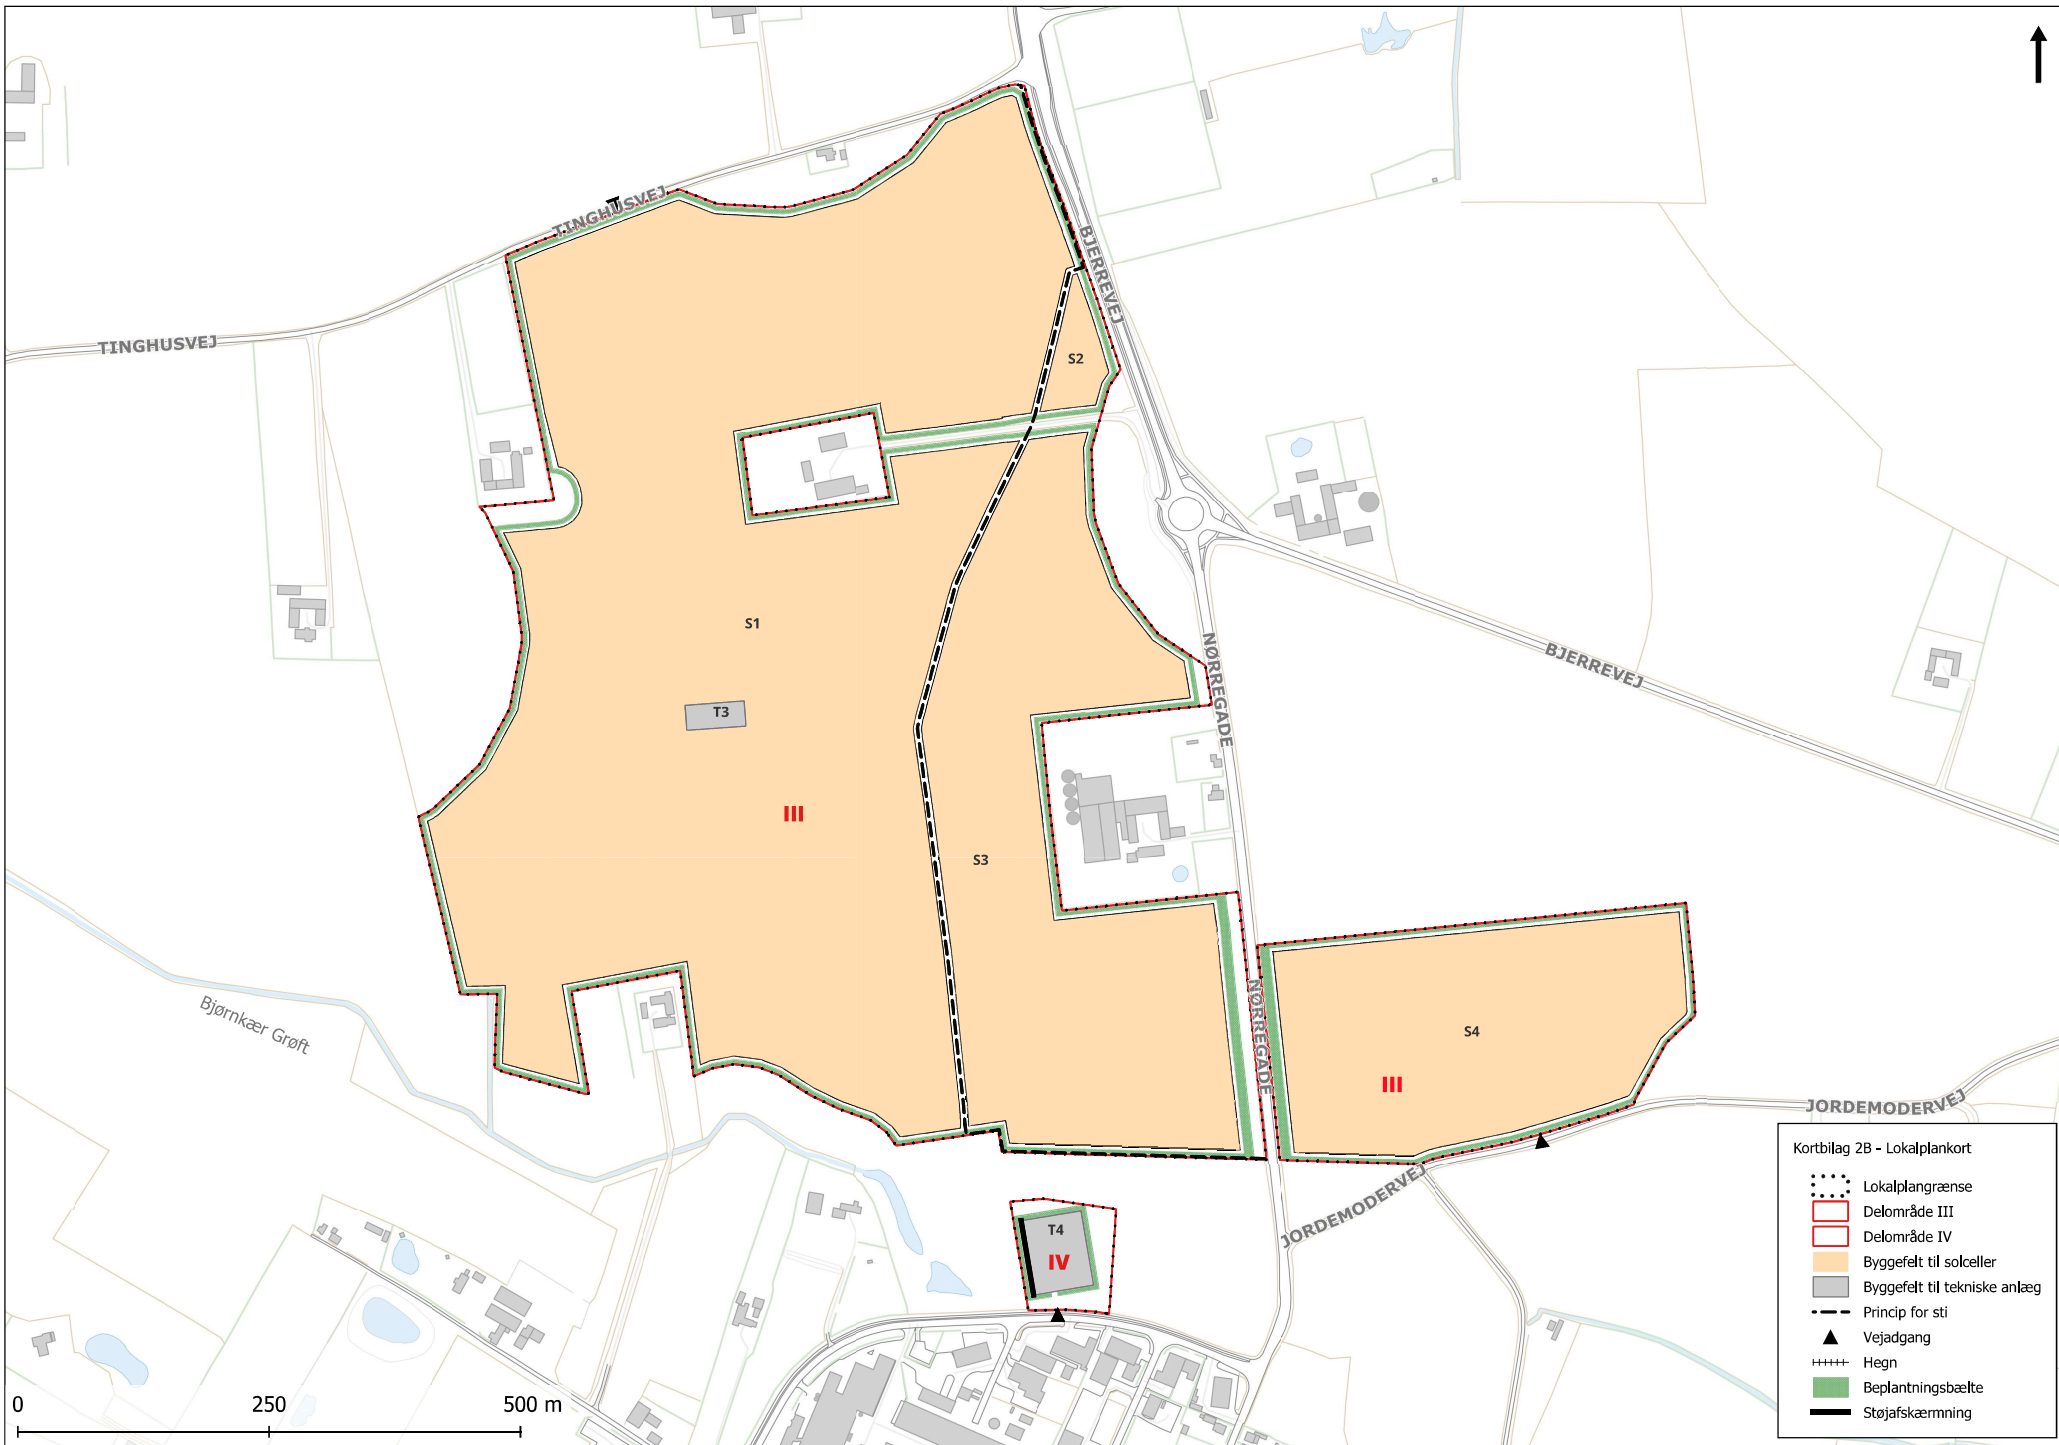 TINGHUSVEJ
BJERREVEJ
TINGHUSVEJ
S2
S1
NØRREGADE
BJERREVEJ
T3
III
S3
Bjørnkær Grøft
NØRREGADE
S4
III
JORDEMODERVEJ
JORDEMODERVEJ
T4
IV
Kortbilag 2B - Lokalplankort
Lokalplangrænse
Delområde III
Delområde IV
Byggefelt til solceller
Byggefelt til tekniske anlæg
Princip for sti
Vejadgang
Hegn
Beplantningsbælte
Støjafskærmning
0 250 500 m